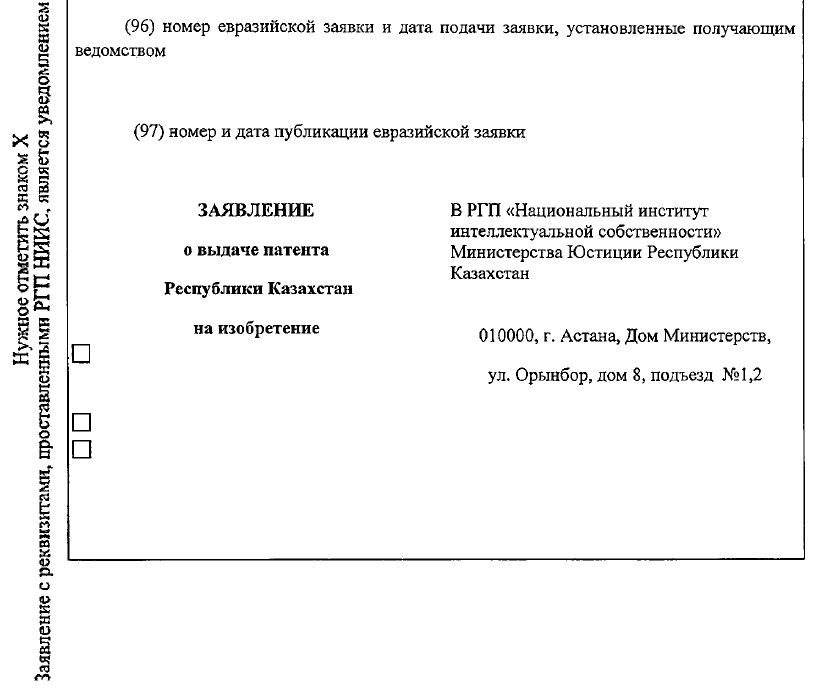 (96) номер евразийской заявки и дата подачи заявки, установленные получающим
ведомством
(97) номер и дата публикации евразийской заявки
ЗАЯВЛЕНИЕ
о выдаче патента
Республики Казахстан
на изобретение
В РГП «Национальный институт
интеллектуальной собственности»
Министерства Юстиции Республики
Казахстан
010000, г. Астана, Дом Министерств,
ул. Орынбор, дом 8, подъезд №1,2
Нужное отметить знаком X
Заявление с реквизитами, проставленными РГП НИИС, является уведомлением